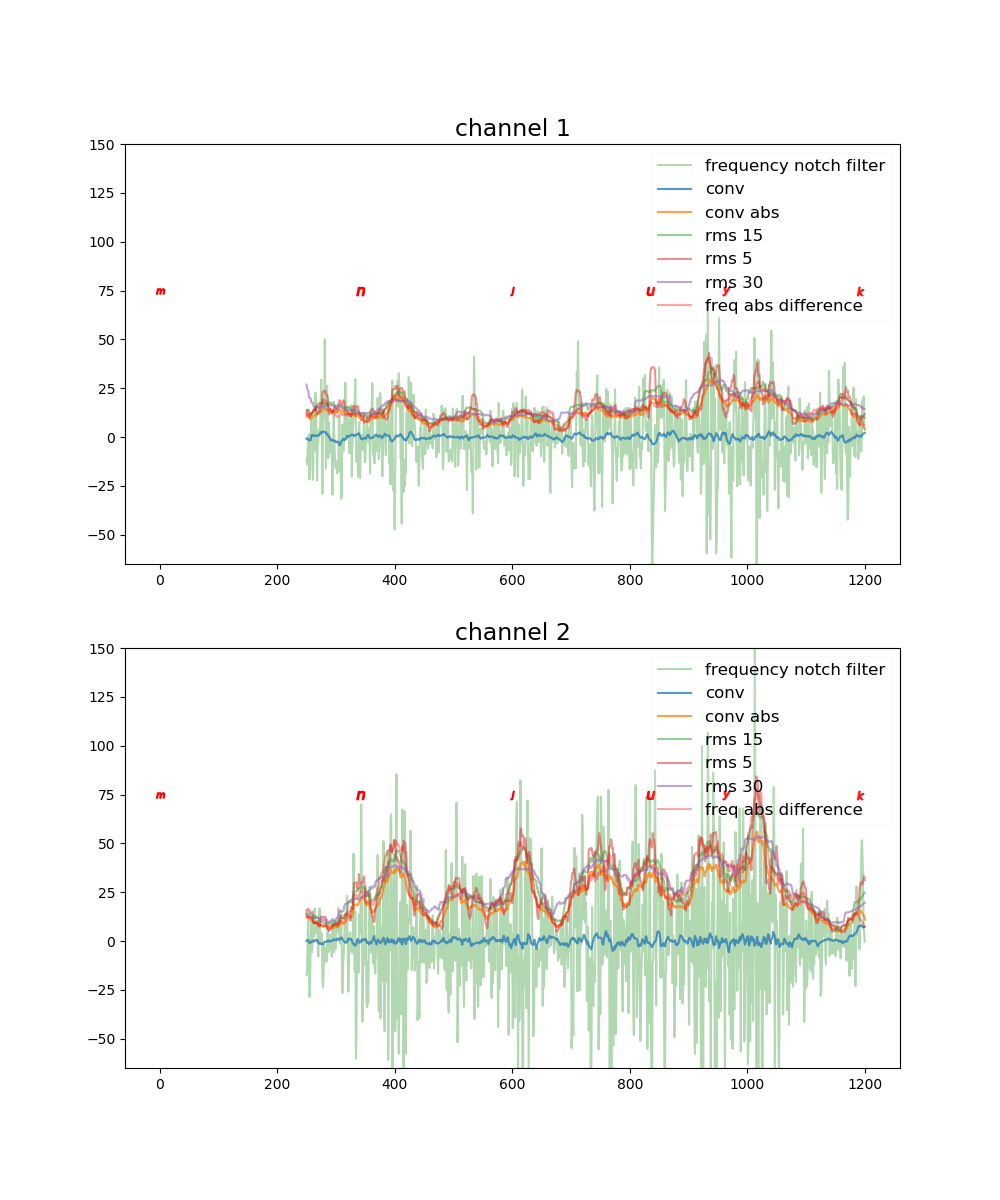 channel 1
150
125
100
75
50
25
0
−25
−50
frequency notch filter
conv
conv abs
rms 15
rms 5
rms 30
freq abs difference
m n j u y k
0 200 400 600 800 1000 1200
channel 2
150
125
100
75
50
25
0
−25
−50
frequency notch filter
conv
conv abs
rms 15
rms 5
rms 30
freq abs difference
m n j u y k
0 200 400 600 800 1000 1200